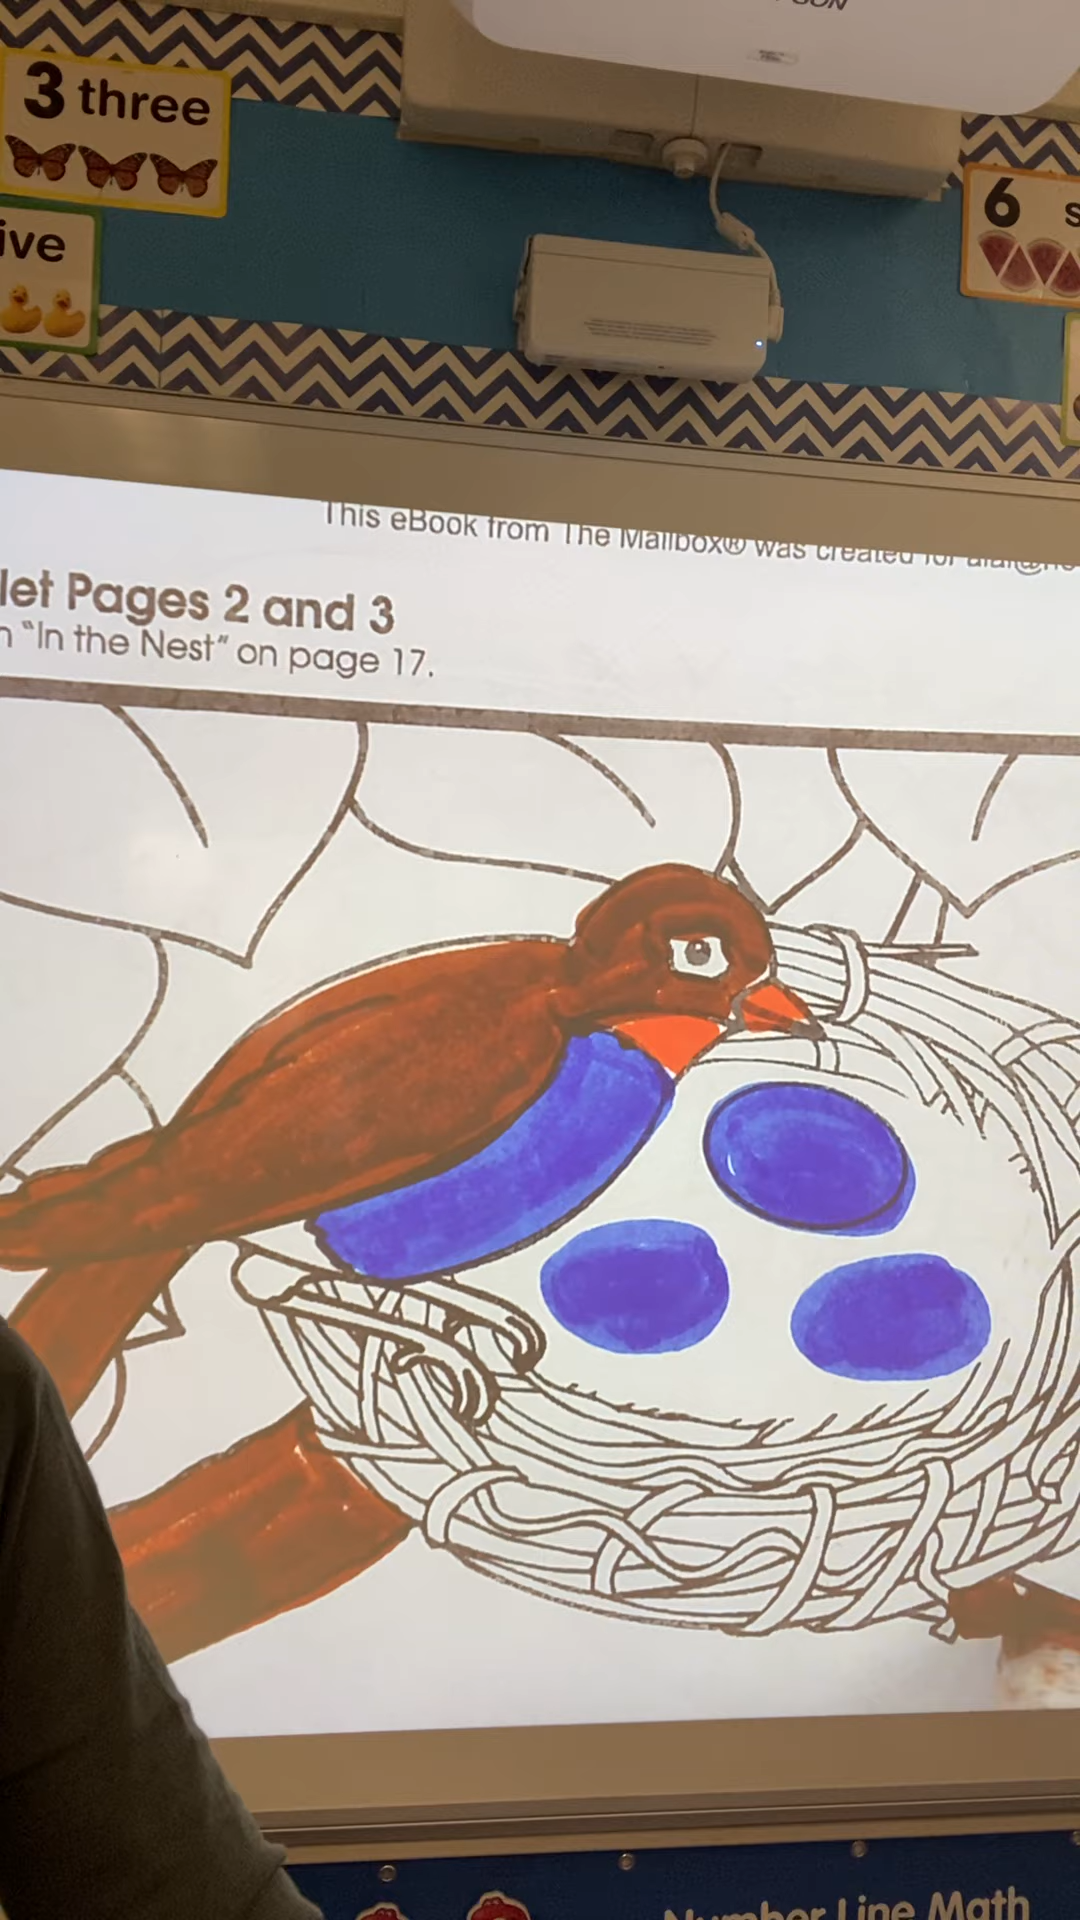 3 three
ive
6 s
This eBook from The Mailbox® was created for
let Pages 2 and 3
n "In the Nest" on page 17.
Number Line Math